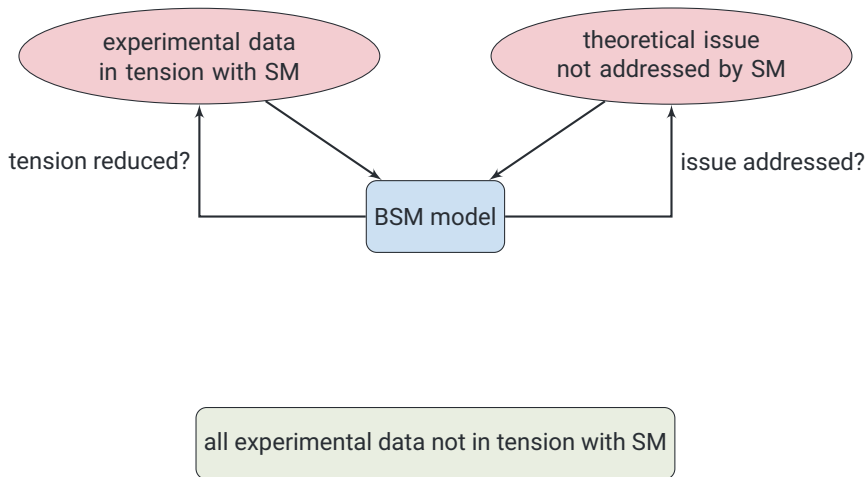 experimental data
in tension with SM
theoretical issue
not addressed by SM
tension reduced?
issue addressed?
BSM model
all experimental data not in tension with SM